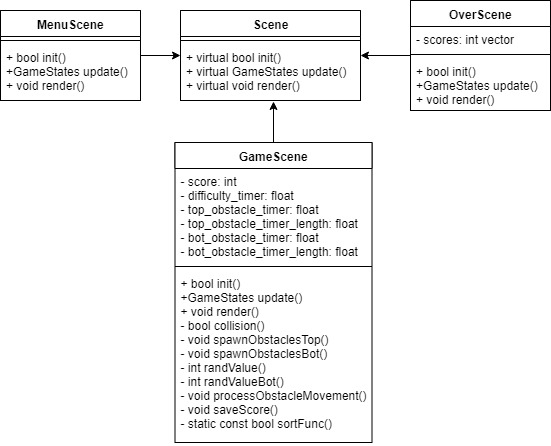 MenuScene
+ bool init()
+GameStates update()
+ void render()
Scene
+ virtual bool init()
+ virtual GameStates update()
+ virtual void render()
OverScene
- scores: int vector
+ bool init()
+GameStates update()
+ void render()
GameScene
- score: int
- difficulty_timer: float
- top_obstacle_timer: float
- top_obstacle_timer_length: float
- bot_obstacle_timer: float
- bot_obstacle_timer_length: float
+ bool init()
+GameStates update()
+ void render()
- bool collision()
- void spawnObstaclesTop()
- void spawnObstaclesBot()
- int randValue()
- int randValueBot()
- void processObstacleMovement()
- void saveScore()
- static const bool sortFunc()